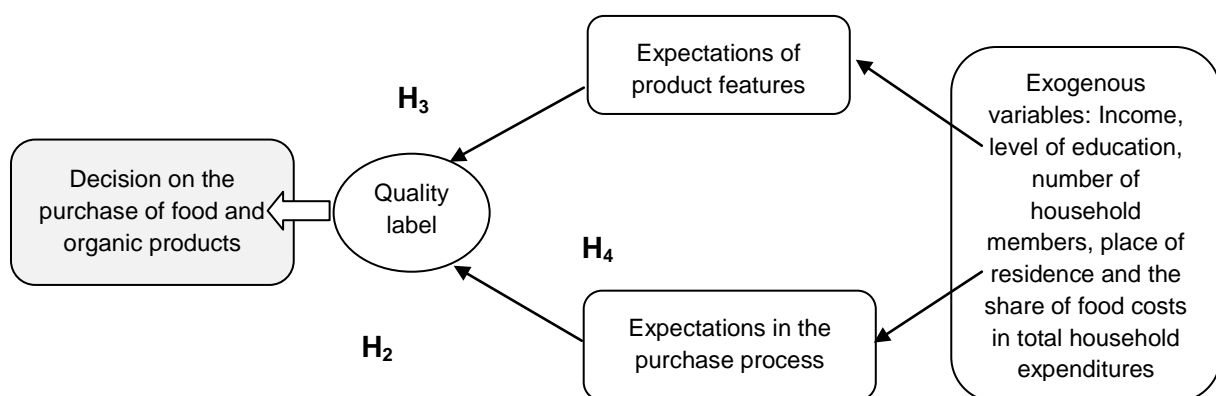 Expectations of
product features
H₃
Exogenous
variables: Income,
level of education,
number of
household
members, place of
residence and the
share of food costs
in total household
expenditures
Decision on the
purchase of food and
organic products
Quality
label
H₄
Expectations in the
purchase process
H₂